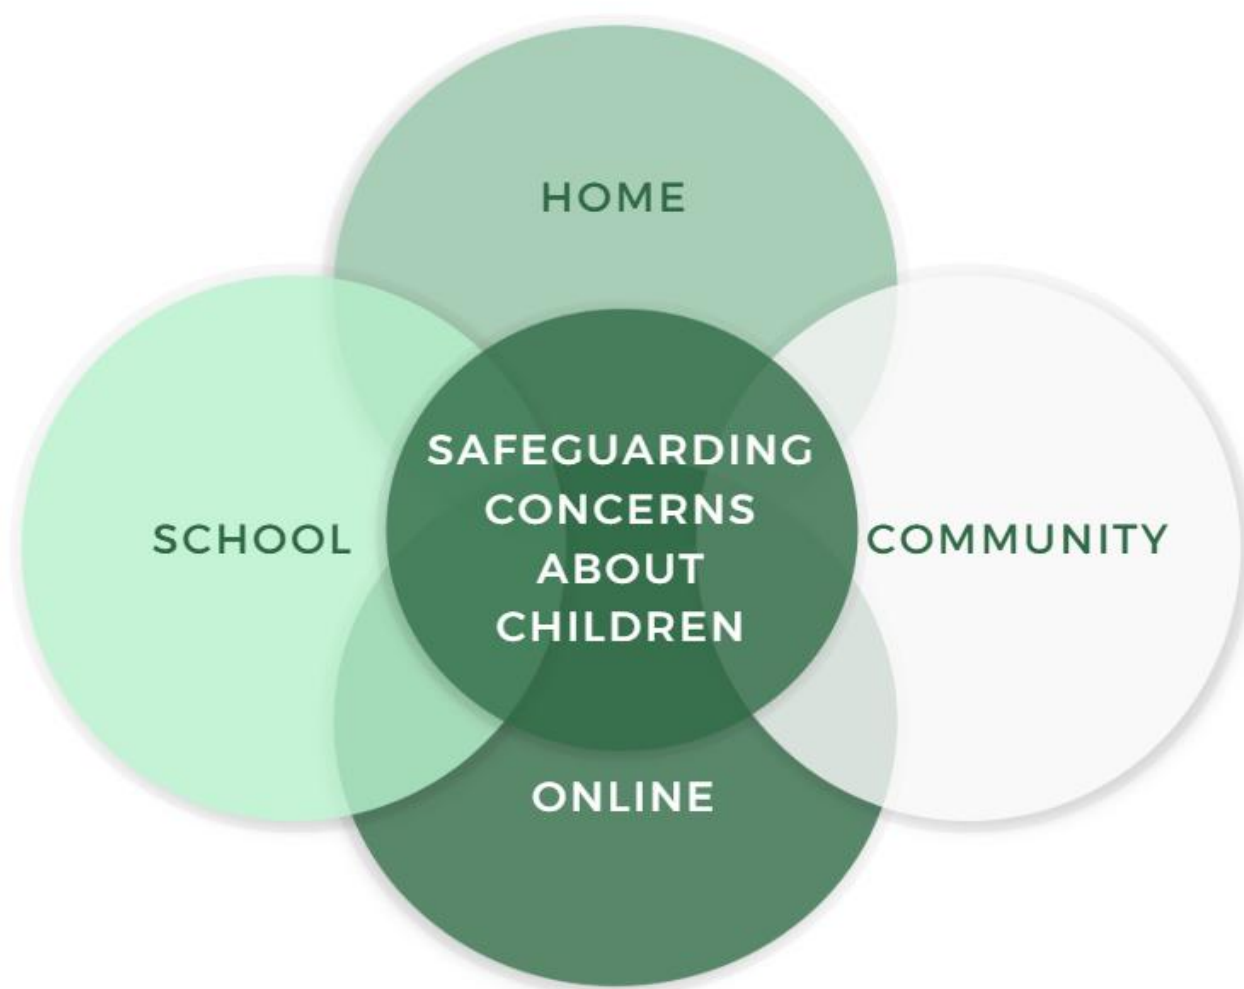 HOME
SCHOOL
SAFEGUARDING
CONCERNS
ABOUT
CHILDREN
COMMUNITY
ONLINE